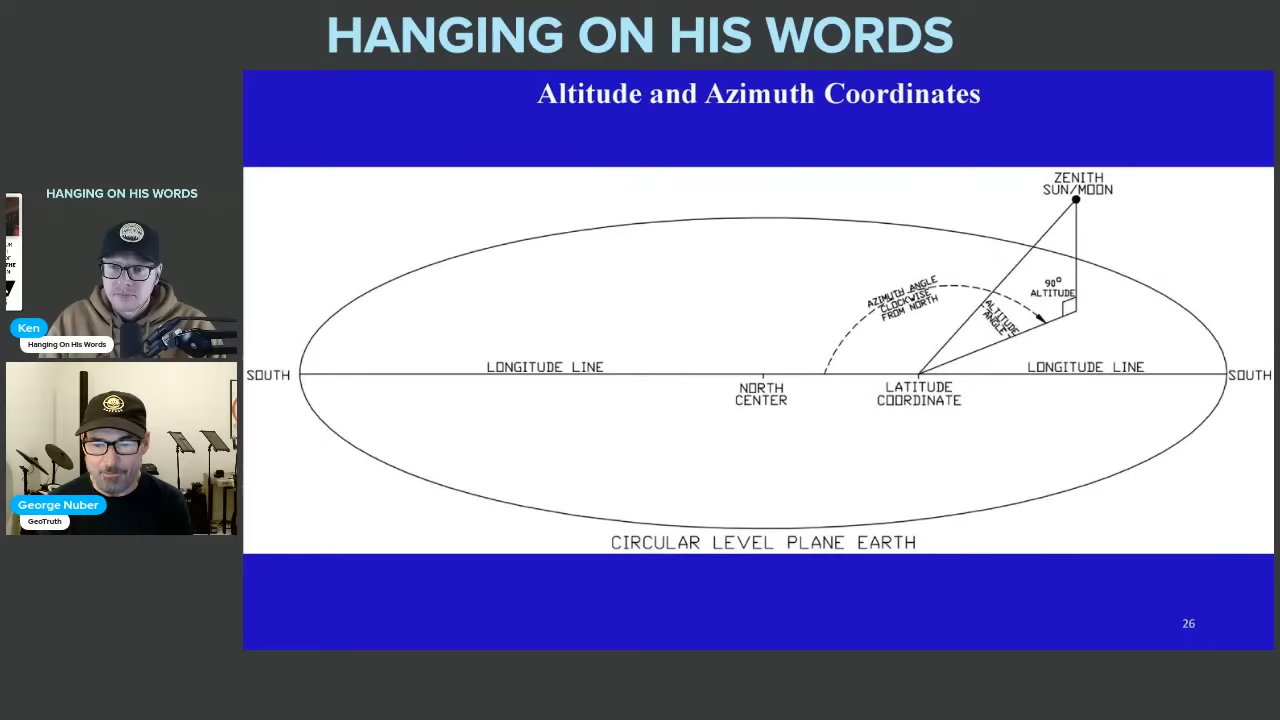 HANGING ON HIS WORDS
Altitude and Azimuth Coordinates
HANGING ON HIS WORDS
Ken
Hanging On His Words
George Nuber
GeoTruth
ZENITH
SUN/MOON
90°
ALTITUDE
AZIMUTH ANGLE
CLOCKWISE
FROM NORTH
ALTITUDE
ANGLE
LONGITUDE LINE
LONGITUDE LINE
SOUTH
SOUTH
NORTH
CENTER
LATITUDE
COORDINATE
CIRCULAR LEVEL PLANE EARTH
26